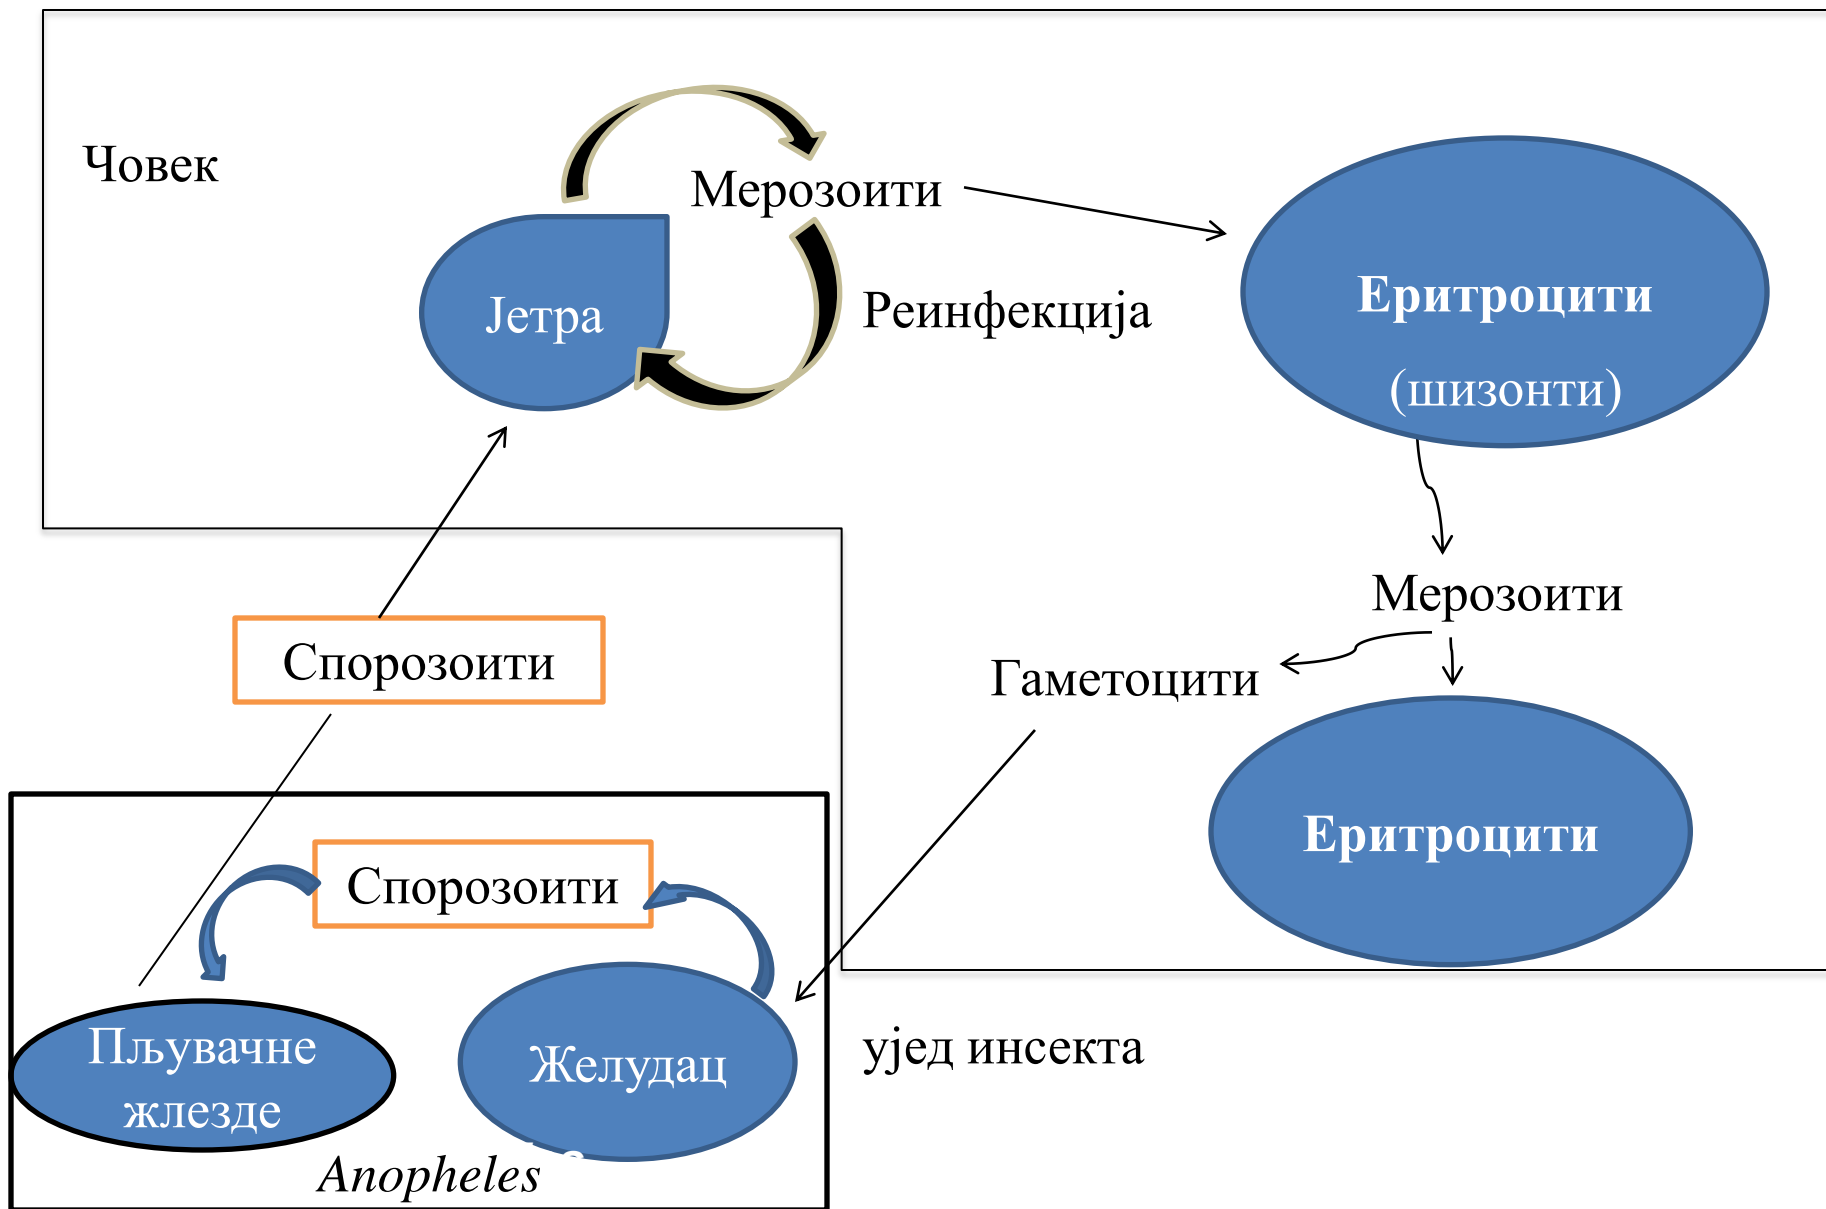 Човек
Мерозоити
Јетра
Реинфекција
Еритроцити
(шизонти)
Мерозоити
Спорозоити
Гаметоцити
Еритроцити
Спорозоити
Пљувачне
жлезде
Желудац
ујед инсекта
Anopheles